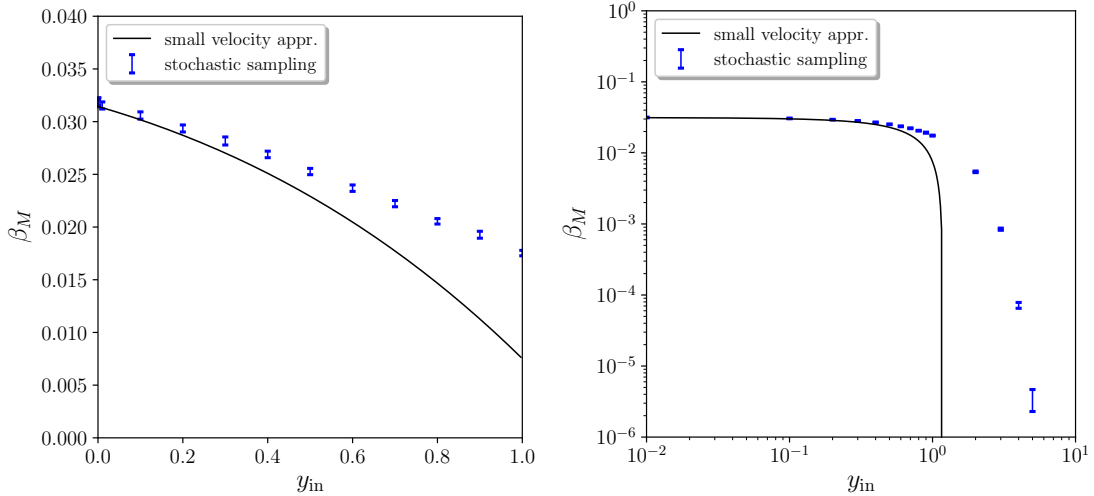 small velocity appr.
stochastic sampling
0.040
0.035
0.030
0.025
0.020
0.015
0.010
0.005
0.000
β_M
0.0 0.2 0.4 0.6 0.8 1.0
y_in
small velocity appr.
stochastic sampling
10^0
10^−1
10^−2
10^−3
10^−4
10^−5
10^−6
β_M
10^−2 10^−1 10^0 10^1
y_in